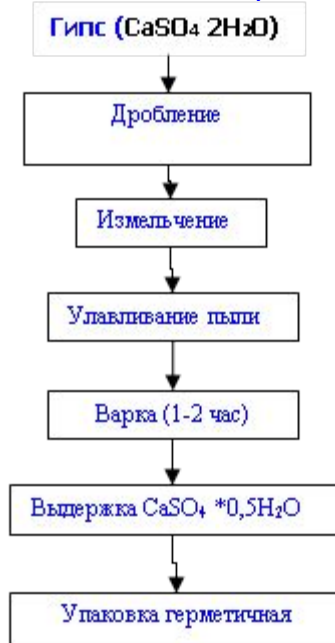 Гипс (CaSO₄ 2H₂O)
Дробление
Измельчение
Улавливание пыли
Варка (1-2 час)
Выдержка CaSO₄ *0,5H₂O
Упаковка герметичная